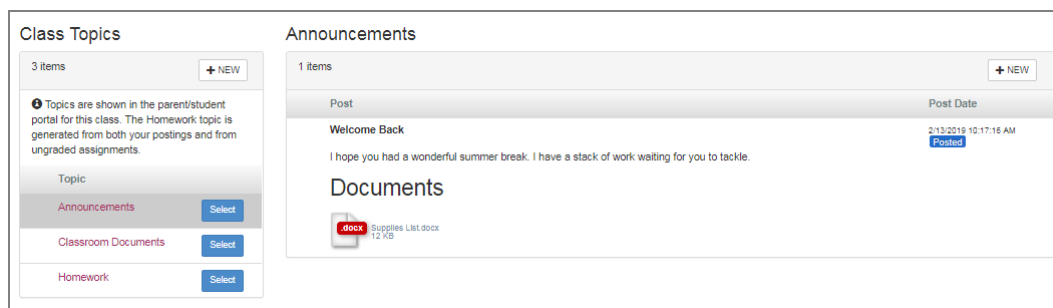 Class Topics
3 items
+ NEW
Topics are shown in the parent/student
portal for this class. The Homework topic is
generated from both your postings and from
ungraded assignments.
Topic
Announcements Select
Classroom Documents Select
Homework Select
Announcements
1 items
+ NEW
Post Post Date
Welcome Back 2/13/2019 10:17:15 AM
Posted
I hope you had a wonderful summer break. I have a stack of work waiting for you to tackle.
Documents
.docx Supplies List.docx
12 KB